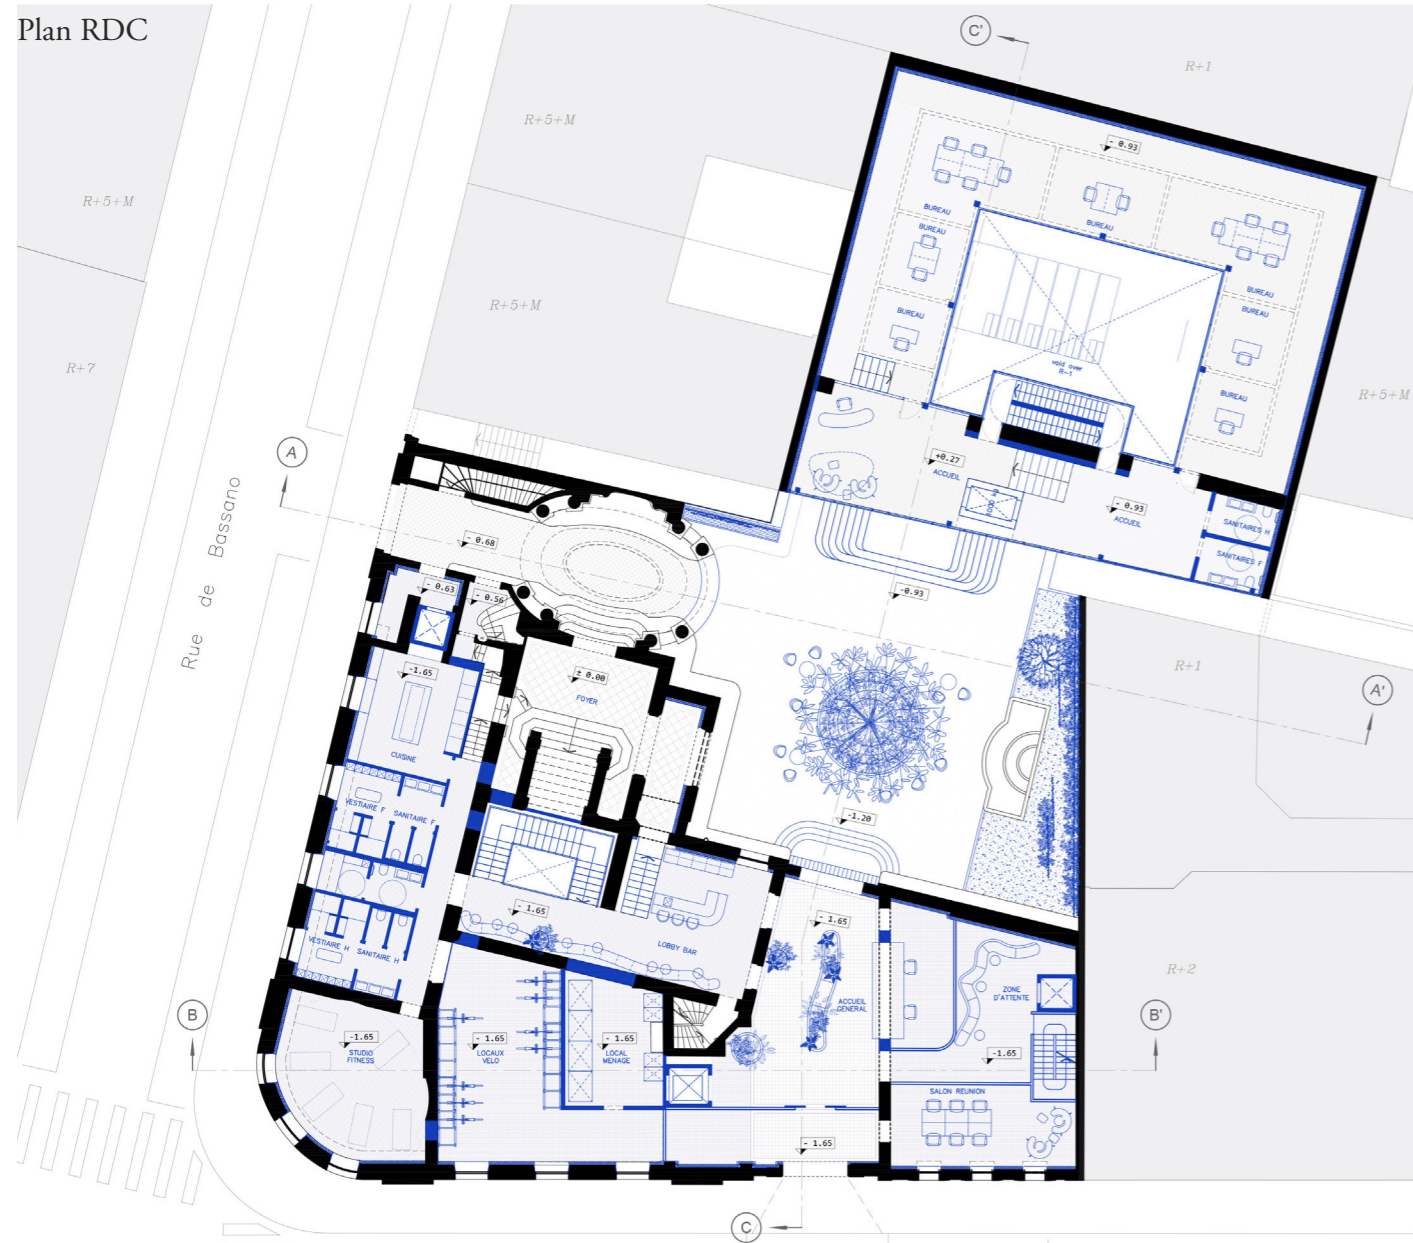 Plan RDC
C'
R+1
R+5+M
- 0.93
R+5+M
BUREAU
BUREAU
BUREAU
BUREAU
R+5+M
BUREAU
BUREAU
R+7
void over
R-1
BUREAU
R+5+M
A
+0.27
ACCUEIL
- 0.93
ACCUEIL
SANITAIRES H
SANITAIRES F
Rue de Bassano
- 0.68
- 0.63
- 0.56
-0.93
R+1
A'
-1.65
± 0.00
FOYER
CUISINE
VESTIAIRE F
SANITAIRE F
-1.20
- 1.65
- 1.65
LOBBY BAR
VESTIAIRE H
SANITAIRE H
R+2
ZONE
D'ATTENTE
ACCUEIL
GENERAL
B
B'
-1.65
STUDIO
FITNESS
- 1.65
LOCAUX
VELO
- 1.65
LOCAL
MENAGE
-1.65
SALON REUNION
- 1.65
C